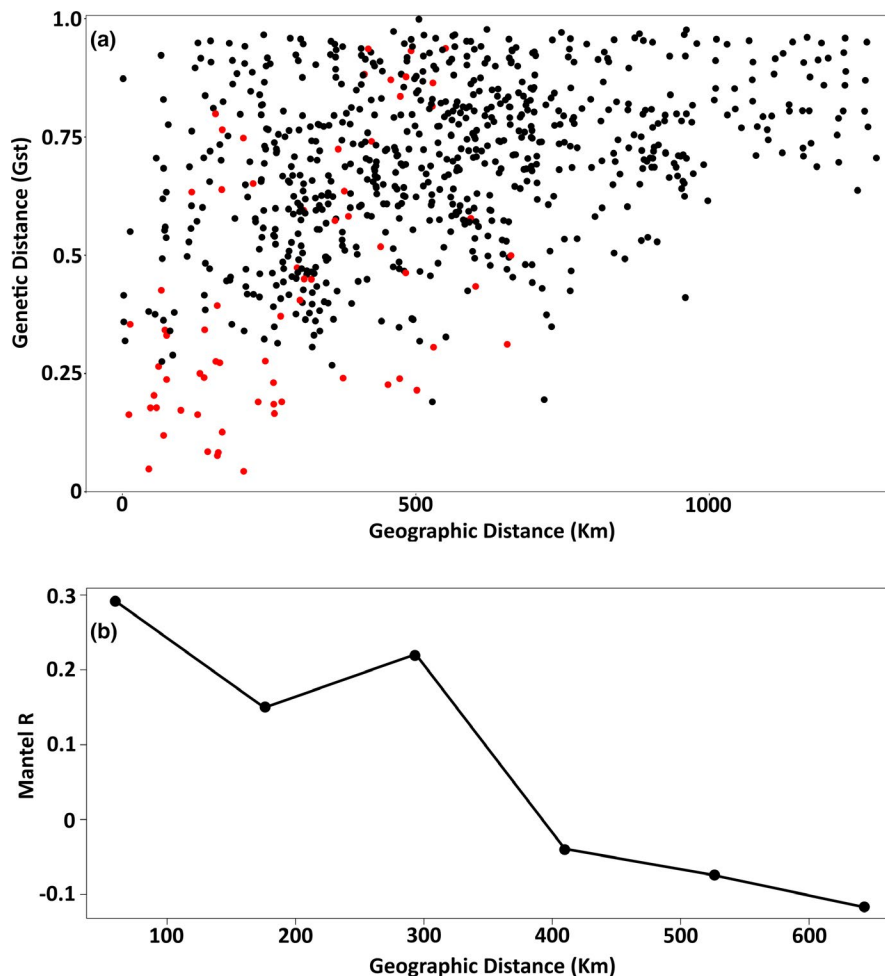 (a)
1.0
0.75
0.5
0.25
0
Genetic Distance (Gst)
0 500 1000
Geographic Distance (Km)
(b)
0.3
0.2
0.1
0
-0.1
Mantel R
100 200 300 400 500 600
Geographic Distance (Km)